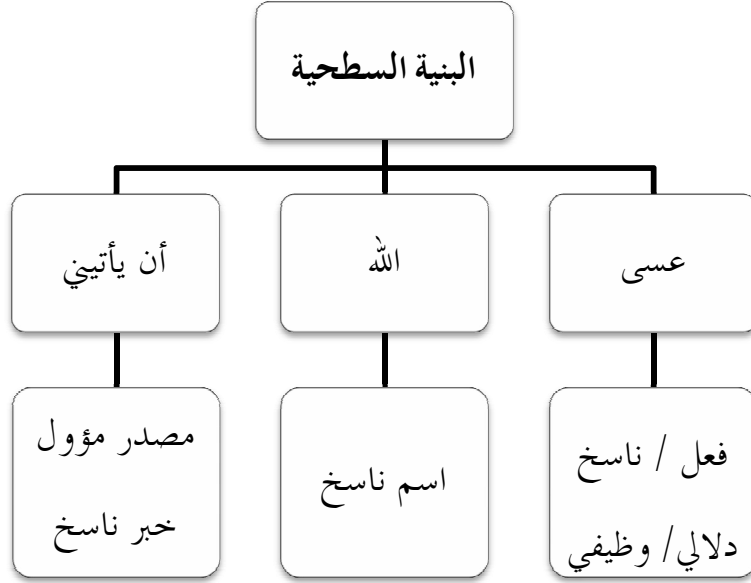 البنية السطحية
عسى
الله
أن يأتيني
فعل / ناسخ
دلالي/ وظيفي
اسم ناسخ
مصدر مؤول
خبر ناسخ